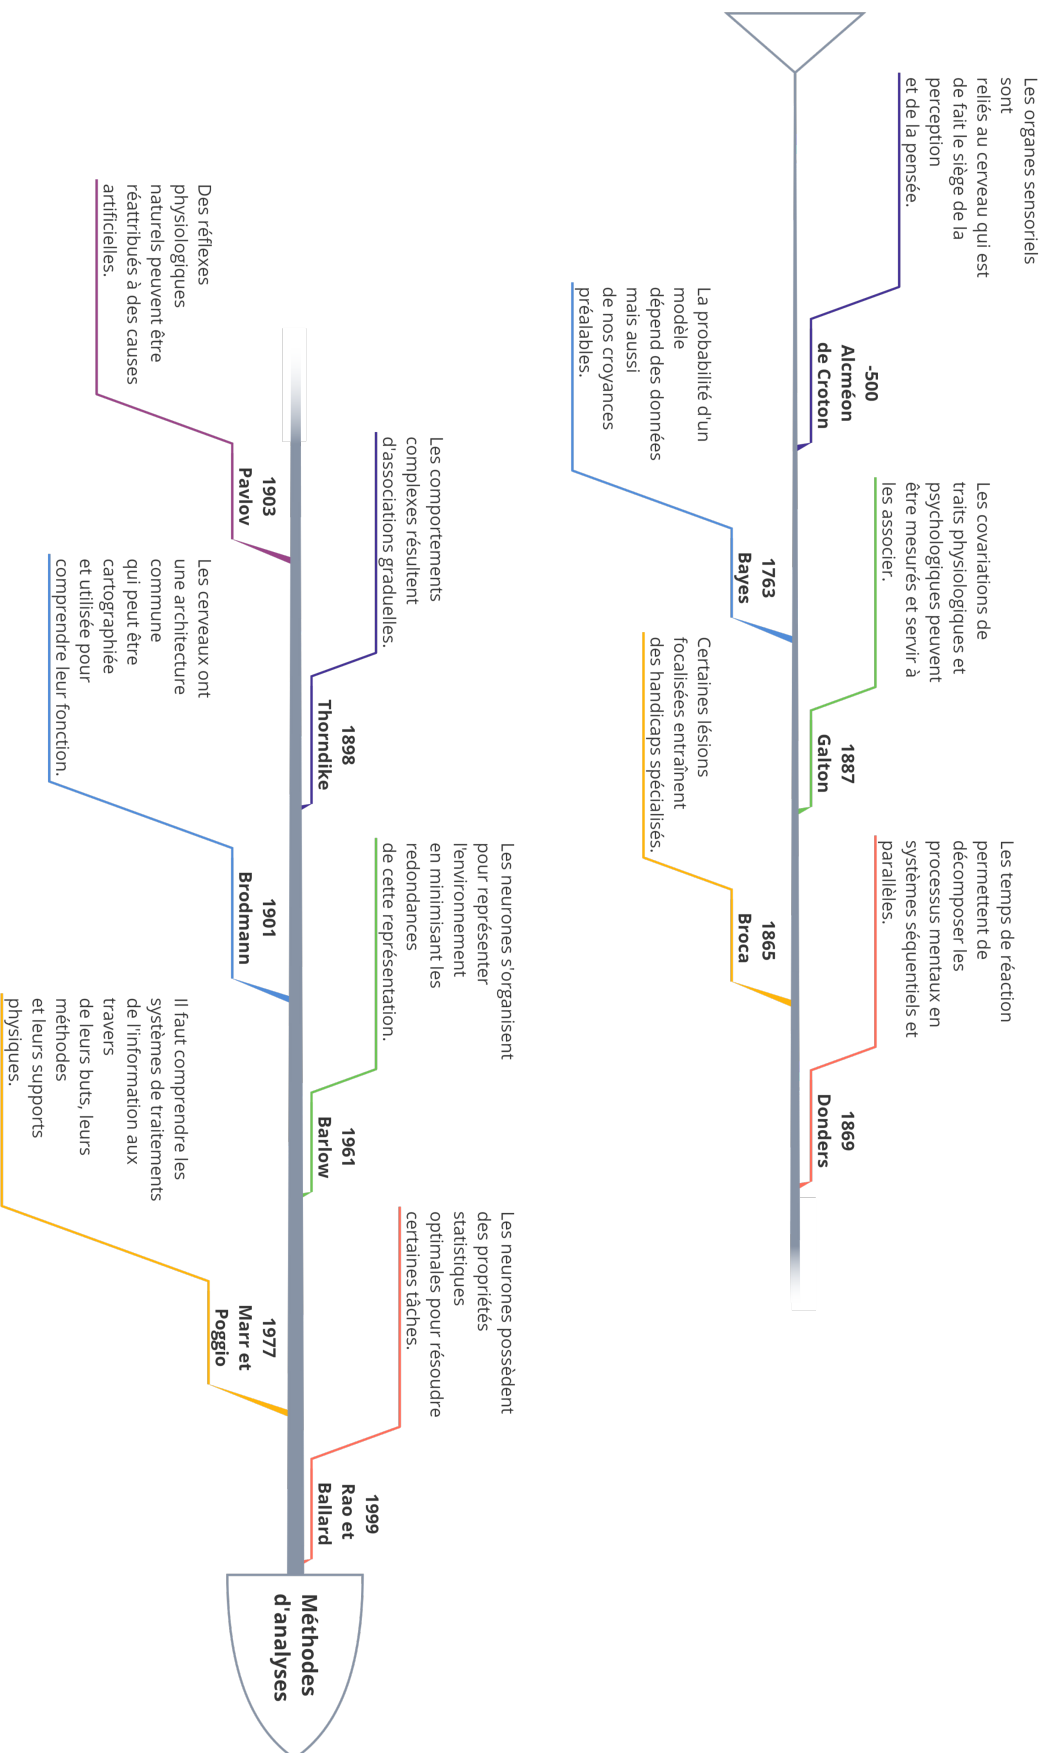 Les organes sensoriels
sont
reliés au cerveau qui est
de fait le siège de la
perception
et de la pensée.
-500
Alcméon
de Croton
Les covariations de
traits physiologiques et
psychologiques peuvent
être mesurés et servir à
les associer.
1887
Galton
Les temps de réaction
permettent de
décomposer les
processus mentaux en
systèmes séquentiels et
parallèles.
1869
Donders
La probabilité d'un
modèle
dépend des données
mais aussi
de nos croyances
préalables.
1763
Bayes
Certaines lésions
focalisées entraînent
des handicaps spécialisés.
1865
Broca
Les comportements
complexes résultent
d'associations graduelles.
1898
Thorndike
Les neurones s'organisent
pour représenter
l'environnement
en minimisant les
redondances
de cette représentation.
1961
Barlow
Les neurones possèdent
des propriétés
statistiques
optimales pour résoudre
certaines tâches.
1999
Rao et
Ballard
Des réflexes
physiologiques
naturels peuvent être
réattribués à des causes
artificielles.
1903
Pavlov
Les cerveaux ont
une architecture
commune
qui peut être
cartographiée
et utilisée pour
comprendre leur fonction.
1901
Brodmann
Il faut comprendre les
systèmes de traitements
de l'information aux
travers
de leurs buts, leurs
méthodes
et leurs supports
physiques.
1977
Marr et
Poggio
Méthodes
d'analyses